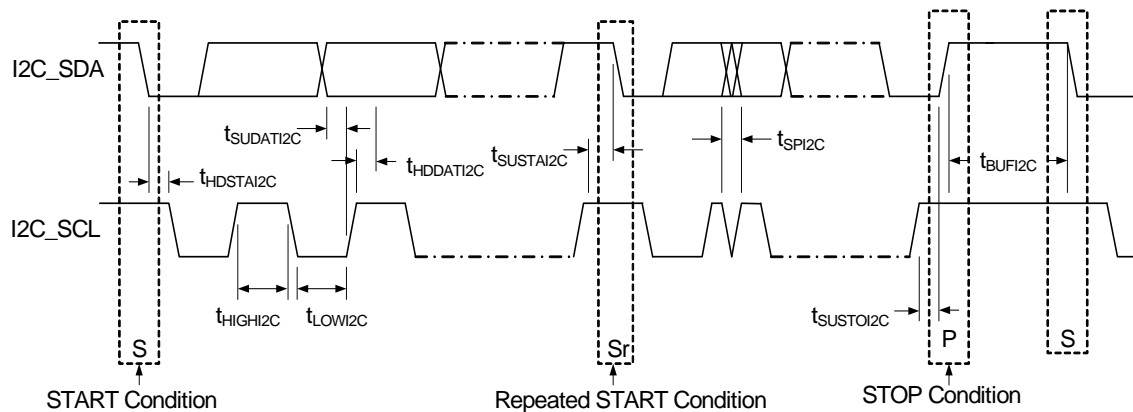 I2C_SDA
tSUDATI2C
tHDSTAI2C
tHDDATI2C
tSUSTAI2C
tSPI2C
tBUFI2C
I2C_SCL
tHIGHI2C
tLOWI2C
tSUSTOI2C
S
Sr
P
S
START Condition
Repeated START Condition
STOP Condition